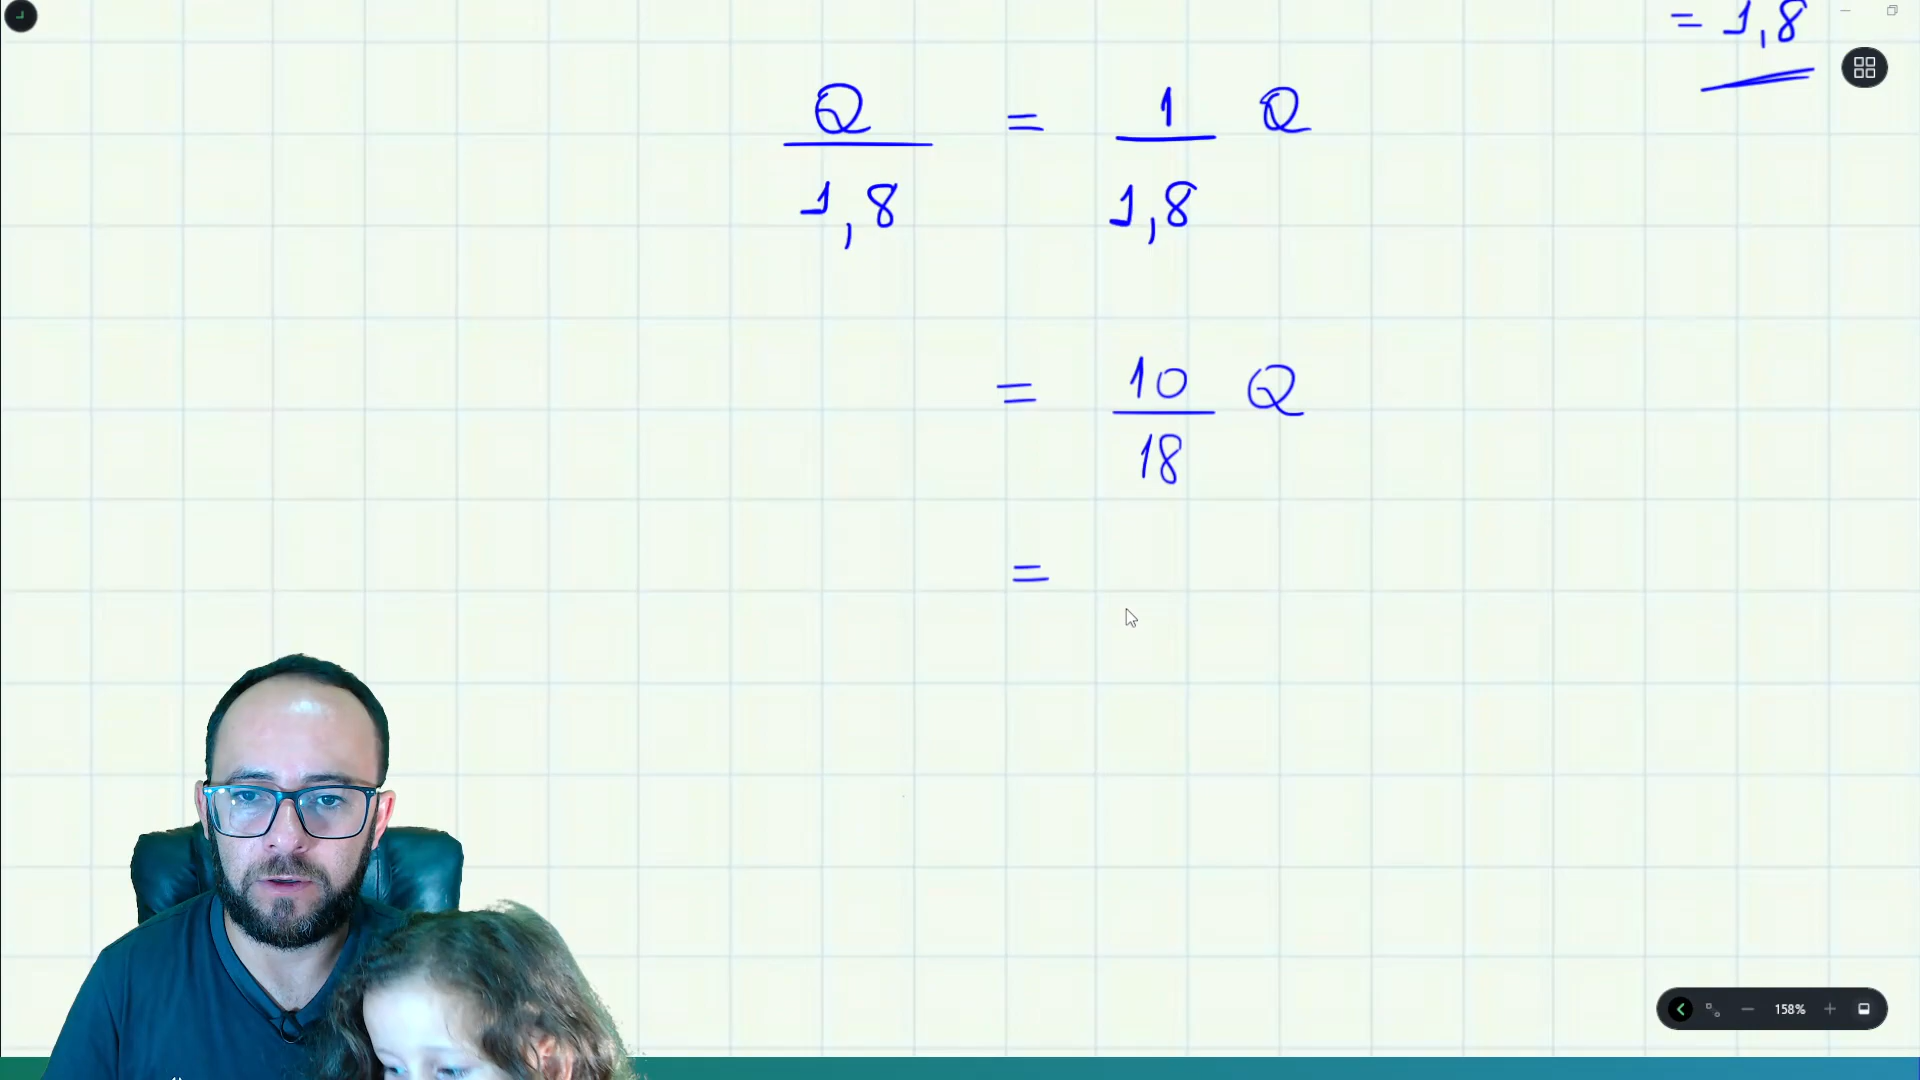 = 1,8
Q/1,8 = 1/1,8 Q
= 10/18 Q
=
158%